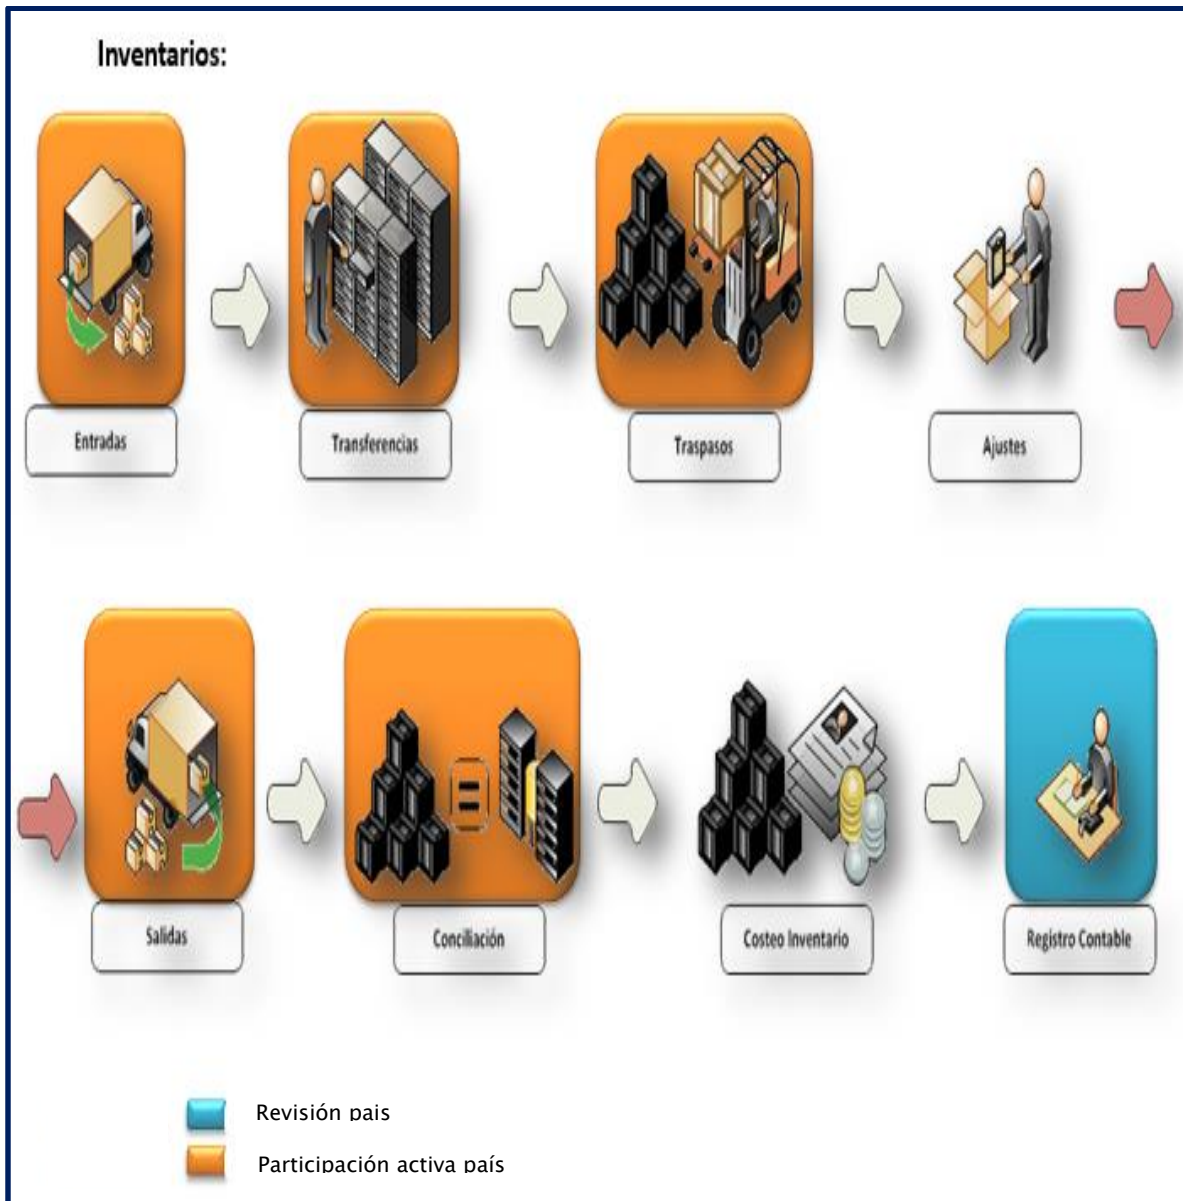 Inventarios:
Entradas
Transferencias
Traspasos
Ajustes
Salidas
Conciliación
Costeo Inventario
Registro Contable
Revisión pais
Participación activa país